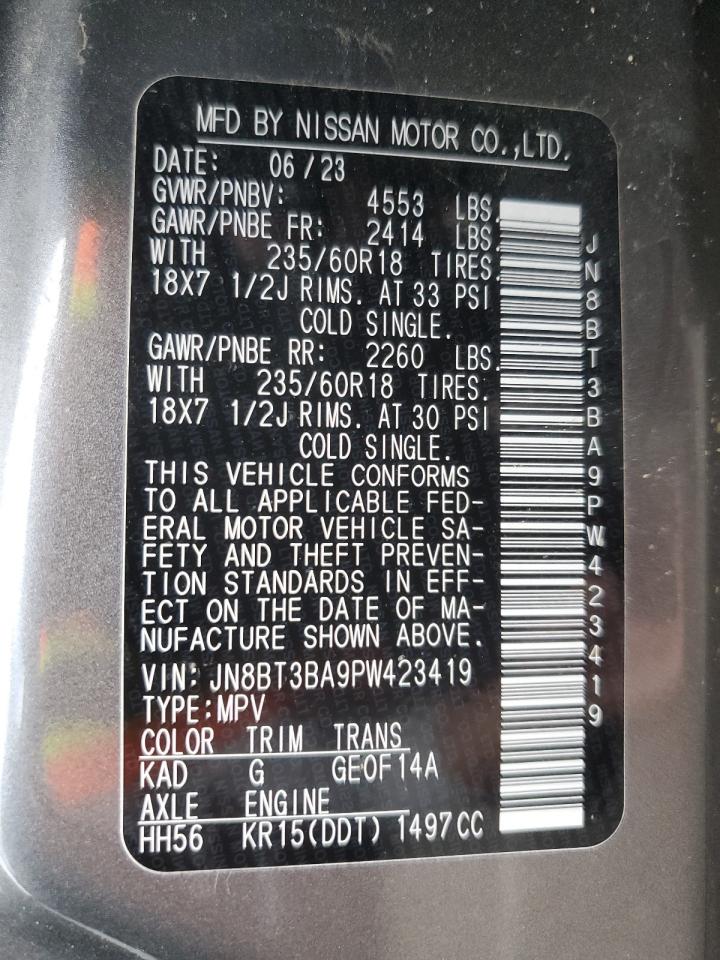 MFD BY NISSAN MOTOR CO.,LTD.
DATE: 06/23
GVWR/PNBV: 4553 LBS.
GAWR/PNBE FR: 2414 LBS.
WITH 235/60R18 TIRES.
18X7 1/2J RIMS. AT 33 PSI
COLD SINGLE.
GAWR/PNBE RR: 2260 LBS.
WITH 235/60R18 TIRES.
18X7 1/2J RIMS. AT 30 PSI
COLD SINGLE.
THIS VEHICLE CONFORMS
TO ALL APPLICABLE FED-
ERAL MOTOR VEHICLE SA-
FETY AND THEFT PREVEN-
TION STANDARDS IN EFF-
ECT ON THE DATE OF MA-
NUFACTURE SHOWN ABOVE.
VIN: JN8BT3BA9PW423419
TYPE:MPV
COLOR TRIM TRANS
KAD G GE0F14A
AXLE ENGINE
HH56 KR15(DDT) 1497CC
JN8BT3BA9PW423419